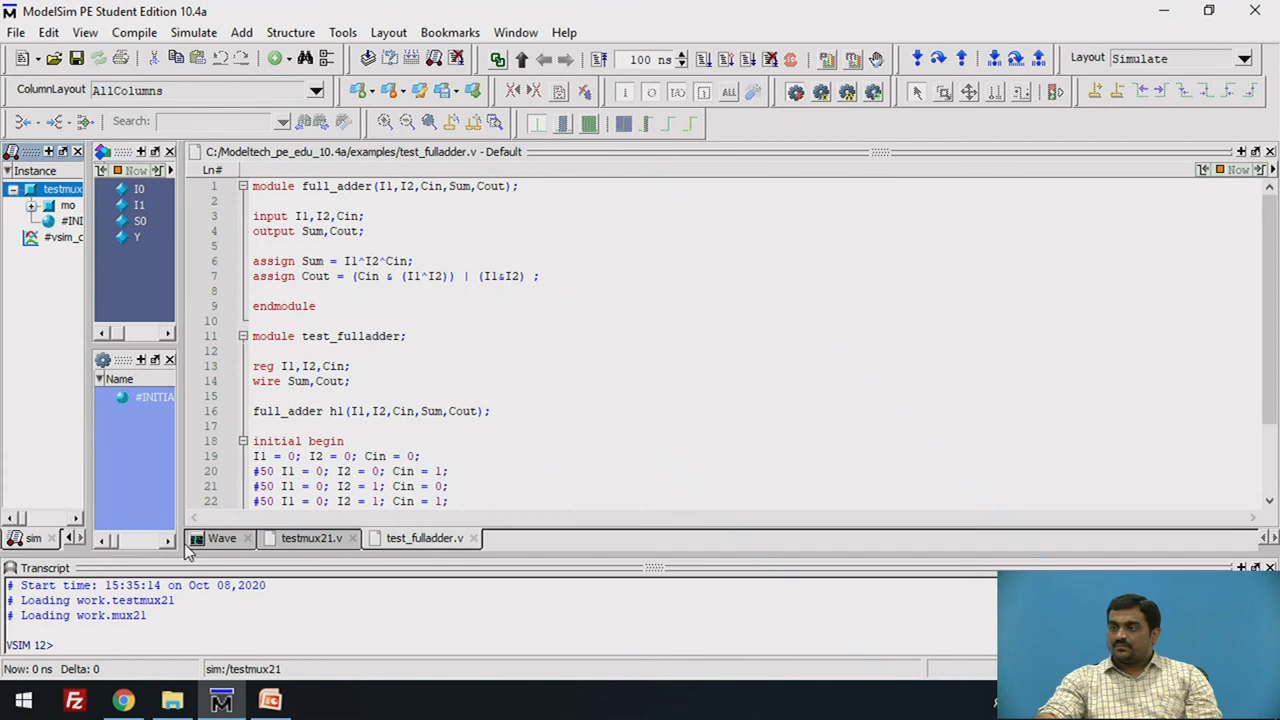 ModelSim PE Student Edition 10.4a
File Edit View Compile Simulate Add Structure Tools Layout Bookmarks Window Help
100 ns
Layout Simulate
ColumnLayout AllColumns
Search:
C:/Modeltech_pe_edu_10.4a/examples/test_fulladder.v - Default
Instance
Now
Ln#
Now
testmux
mo
#INI
#vsim_c
I0
I1
S0
Y
Name
#INITIA
1 module full_adder(I1,I2,Cin,Sum,Cout);
2
3 input I1,I2,Cin;
4 output Sum,Cout;
5
6 assign Sum = I1^I2^Cin;
7 assign Cout = (Cin & (I1^I2)) | (I1&I2) ;
8
9 endmodule
10
11 module test_fulladder;
12
13 reg I1,I2,Cin;
14 wire Sum,Cout;
15
16 full_adder h1(I1,I2,Cin,Sum,Cout);
17
18 initial begin
19 I1 = 0; I2 = 0; Cin = 0;
20 #50 I1 = 0; I2 = 0; Cin = 1;
21 #50 I1 = 0; I2 = 1; Cin = 0;
22 #50 I1 = 0; I2 = 1; Cin = 1;
sim
Wave testmux21.v test_fulladder.v
Transcript
# Start time: 15:35:14 on Oct 08,2020
# Loading work.testmux21
# Loading work.mux21
VSIM 12>
Now: 0 ns Delta: 0 sim:/testmux21